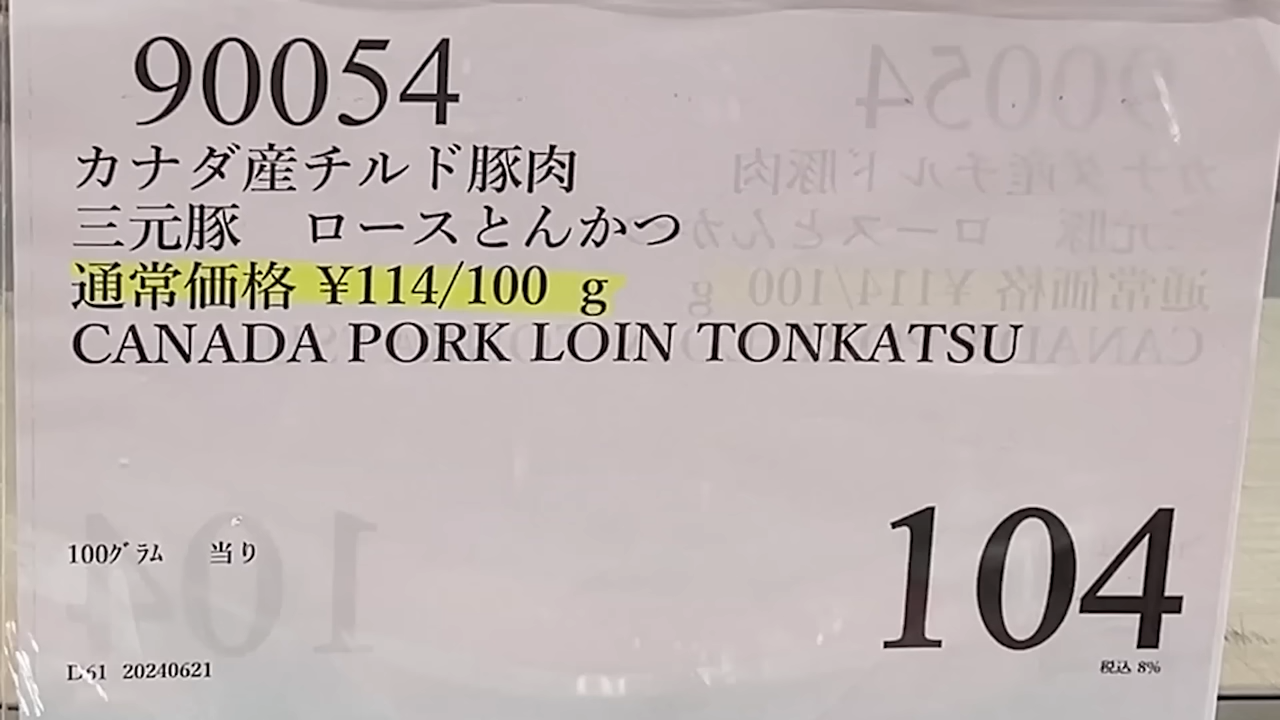 90054
カナダ産チルド豚肉
三元豚　ロースとんかつ
通常価格 ¥114/100 g
CANADA PORK LOIN TONKATSU
104
100グラム 当り
税込 8%
D61 20240621